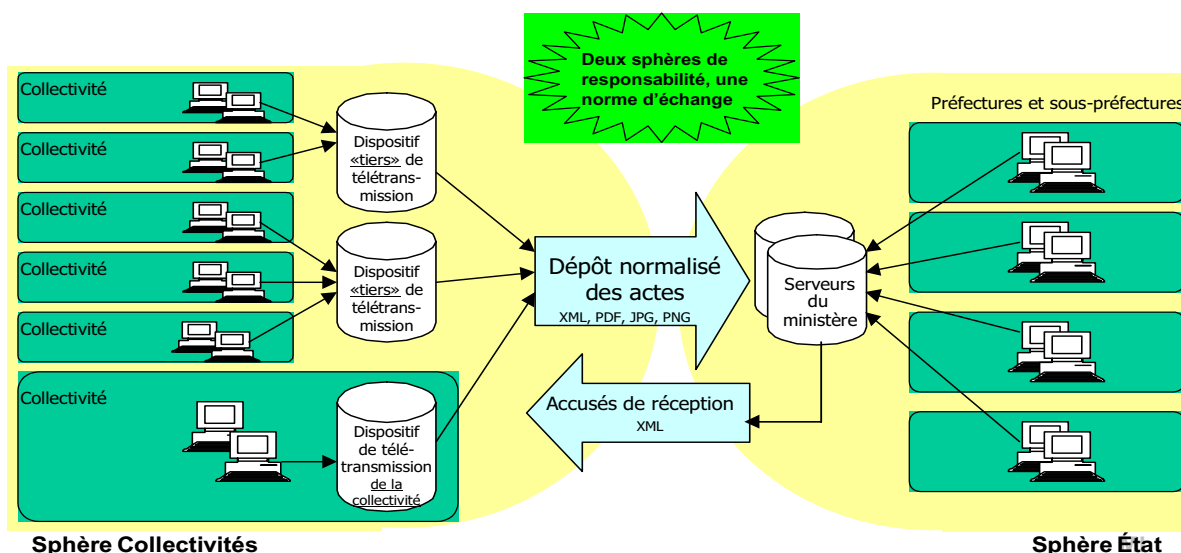 Deux sphères de
responsabilité, une
norme d'échange
Collectivité
Collectivité
Collectivité
Collectivité
Collectivité
Collectivité
Dispositif
«tiers» de
télétrans-
mission
Dispositif
«tiers» de
télétrans-
mission
Dispositif
de télé-
transmission
de la
collectivité
Dépôt normalisé
des actes
XML, PDF, JPG, PNG
Accusés de réception
XML
Serveurs
du
ministère
Préfectures et sous-préfectures
Sphère Collectivités
Sphère État